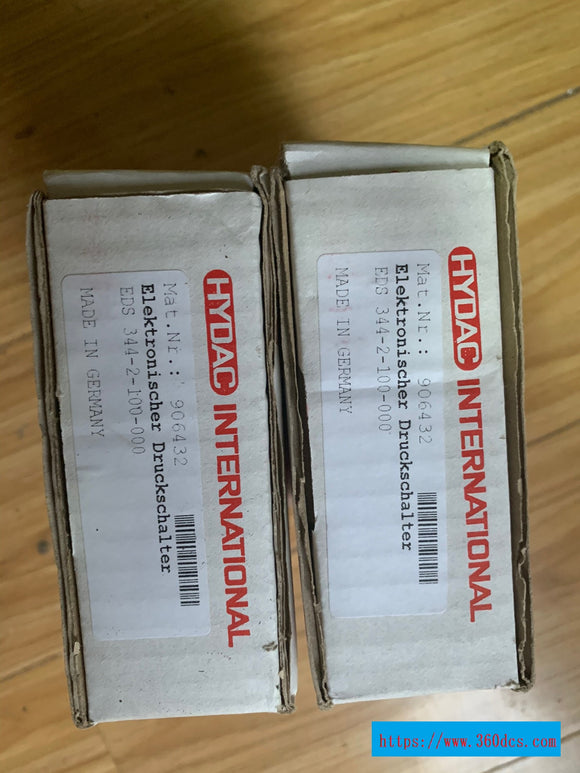 HYDAC INTERNATIONAL
Mat.Nr.: 906432
Elektronischer Druckschalter
EDS 344-2-100-000
MADE IN GERMANY
HYDAC INTERNATIONAL
Mat.Nr.: 906432
Elektronischer Druckschalter
EDS 344-2-100-000
MADE IN GERMANY
https://www.360dcs.com